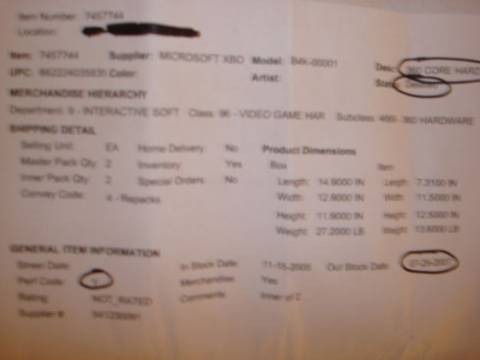 Item Number: 7457744
Location:
Item: 7457744 Supplier: MICROSOFT XBO Model: B4K-00001 Des: 360 CORE HARD
UPC: Color: Artist: Status: Deleted
MERCHANDISE HIERARCHY
Department: 9 - INTERACTIVE SOFT Class: 96 - VIDEO GAME HAR Subclass: 466- 360 HARDWARE
SHIPPING DETAIL
Selling Unit: EA Home Delivery: No Product Dimensions
Master Pack Qty: 2 Inventory: Yes Box Item
Inner Pack Qty: 2 Special Orders: No Length: 14.9000 IN Length: 7.3100 IN
Convey Code: 4 - Repacks Width: 12.9000 IN Width: 11.5000 IN
Height: 11.9000 IN Height: 12.5000 IN
Weight: 27.2000 LB Weight: 13.6000 LB
GENERAL ITEM INFORMATION
Street Date: In Stock Date: 11-15-2005 Out Stock Date: 07-29-2007
Perf Code: Merchandise: Yes
Rating: NOT_RATED Comments: Inner of 2
Supplier #: